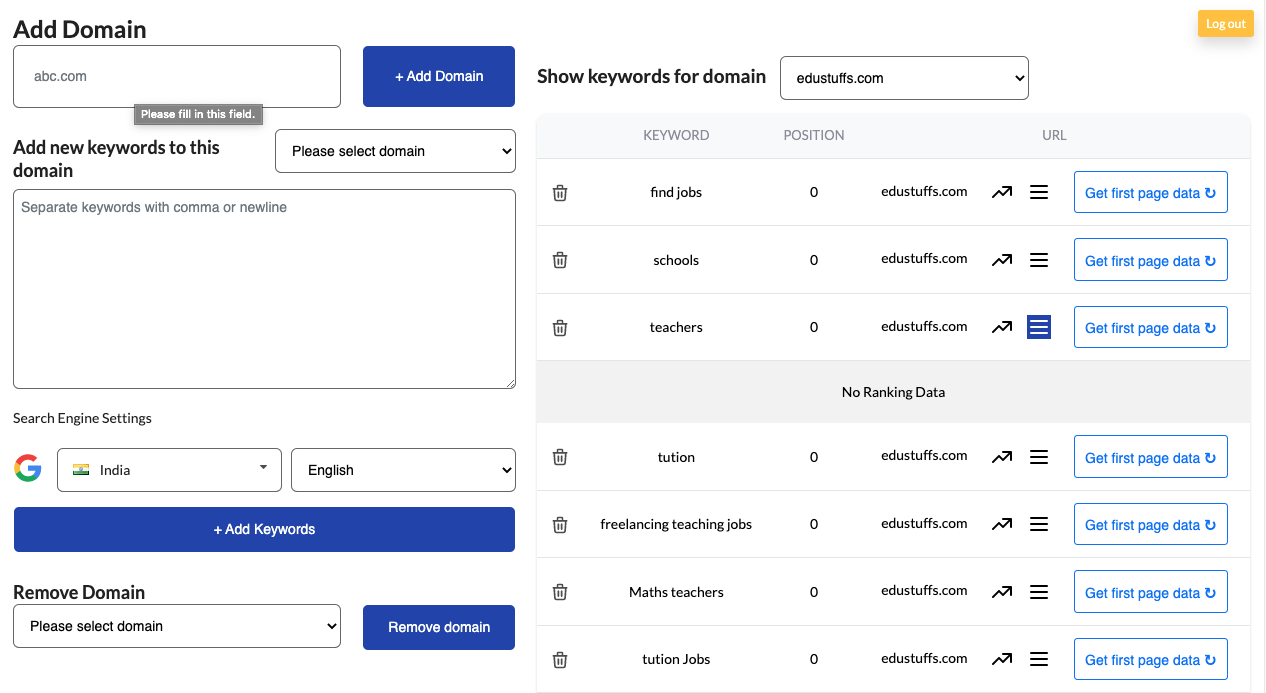 Add Domain
Log out
abc.com
+ Add Domain
Please fill in this field.
Show keywords for domain
edustuffs.com
Add new keywords to this
domain
Please select domain
Separate keywords with comma or newline
Search Engine Settings
India
English
+ Add Keywords
Remove Domain
Please select domain
Remove domain
KEYWORD POSITION URL
find jobs 0 edustuffs.com Get first page data ↻
schools 0 edustuffs.com Get first page data ↻
teachers 0 edustuffs.com Get first page data ↻
No Ranking Data
tution 0 edustuffs.com Get first page data ↻
freelancing teaching jobs 0 edustuffs.com Get first page data ↻
Maths teachers 0 edustuffs.com Get first page data ↻
tution Jobs 0 edustuffs.com Get first page data ↻